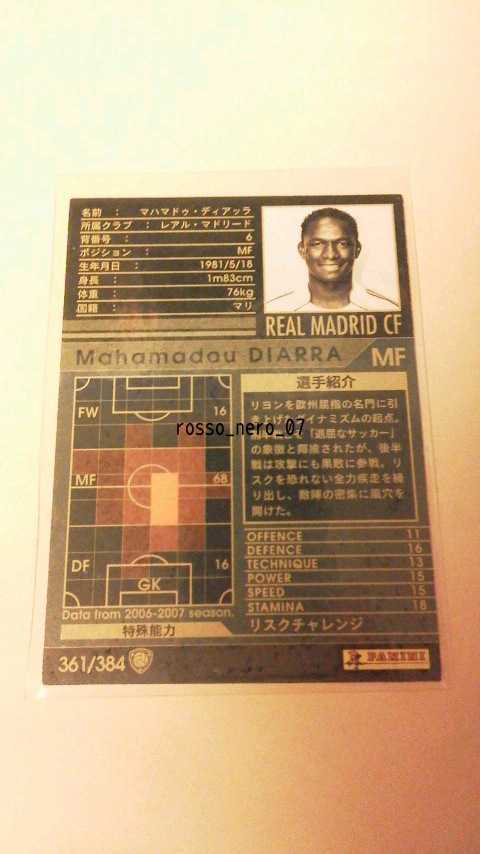 名前 : マハマドゥ・ディアッラ
所属クラブ : レアル・マドリード
背番号 : 6
ポジション : MF
生年月日 : 1981/5/18
身長 : 1m83cm
体重 : 76kg
国籍 : マリ
REAL MADRID CF
Mahamadou DIARRA MF
FW 16
MF 68
DF 16
GK
Data from 2006-2007 season.
選手紹介
リヨンを欧州屈指の名門に引
き上げたダイナミズムの起点。
「退屈なサッカー」
の象徴と揶揄されたが、後半
戦は攻撃にも果敢に参戦。リ
スクを恐れない全力疾走を繰
り出し、敵陣の密集に風穴を
開けた。
rosso_nero_07
OFFENCE 11
DEFENCE 16
TECHNIQUE 13
POWER 15
SPEED 15
STAMINA 18
特殊能力 リスクチャレンジ
361/384
PANINI